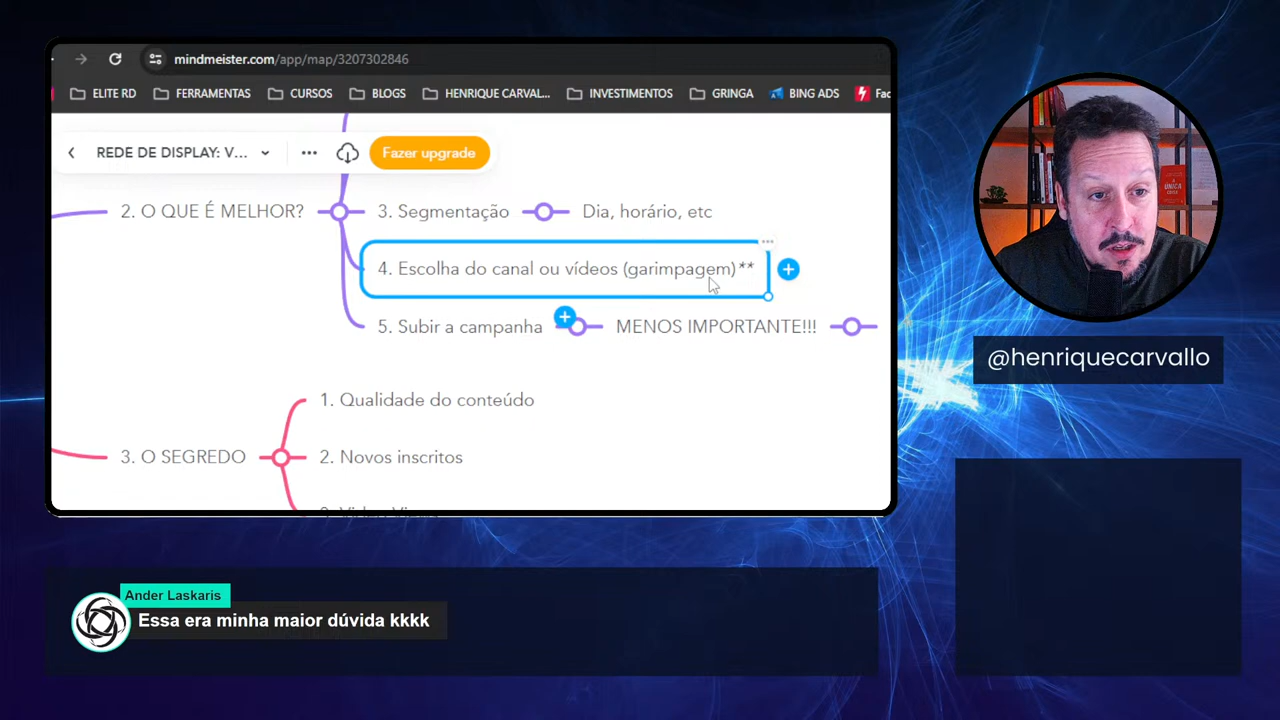 mindmeister.com/app/map/3207302846
ELITE RD FERRAMENTAS CURSOS BLOGS HENRIQUE CARVAL... INVESTIMENTOS GRINGA BING ADS Fac
REDE DE DISPLAY: V... ••• Fazer upgrade
2. O QUE É MELHOR? 3. Segmentação Dia, horário, etc
4. Escolha do canal ou vídeos (garimpagem)**
5. Subir a campanha MENOS IMPORTANTE!!!
1. Qualidade do conteúdo
3. O SEGREDO 2. Novos inscritos
@henriquecarvallo
A
ÚNICA
Ander Laskaris
Essa era minha maior dúvida kkkk